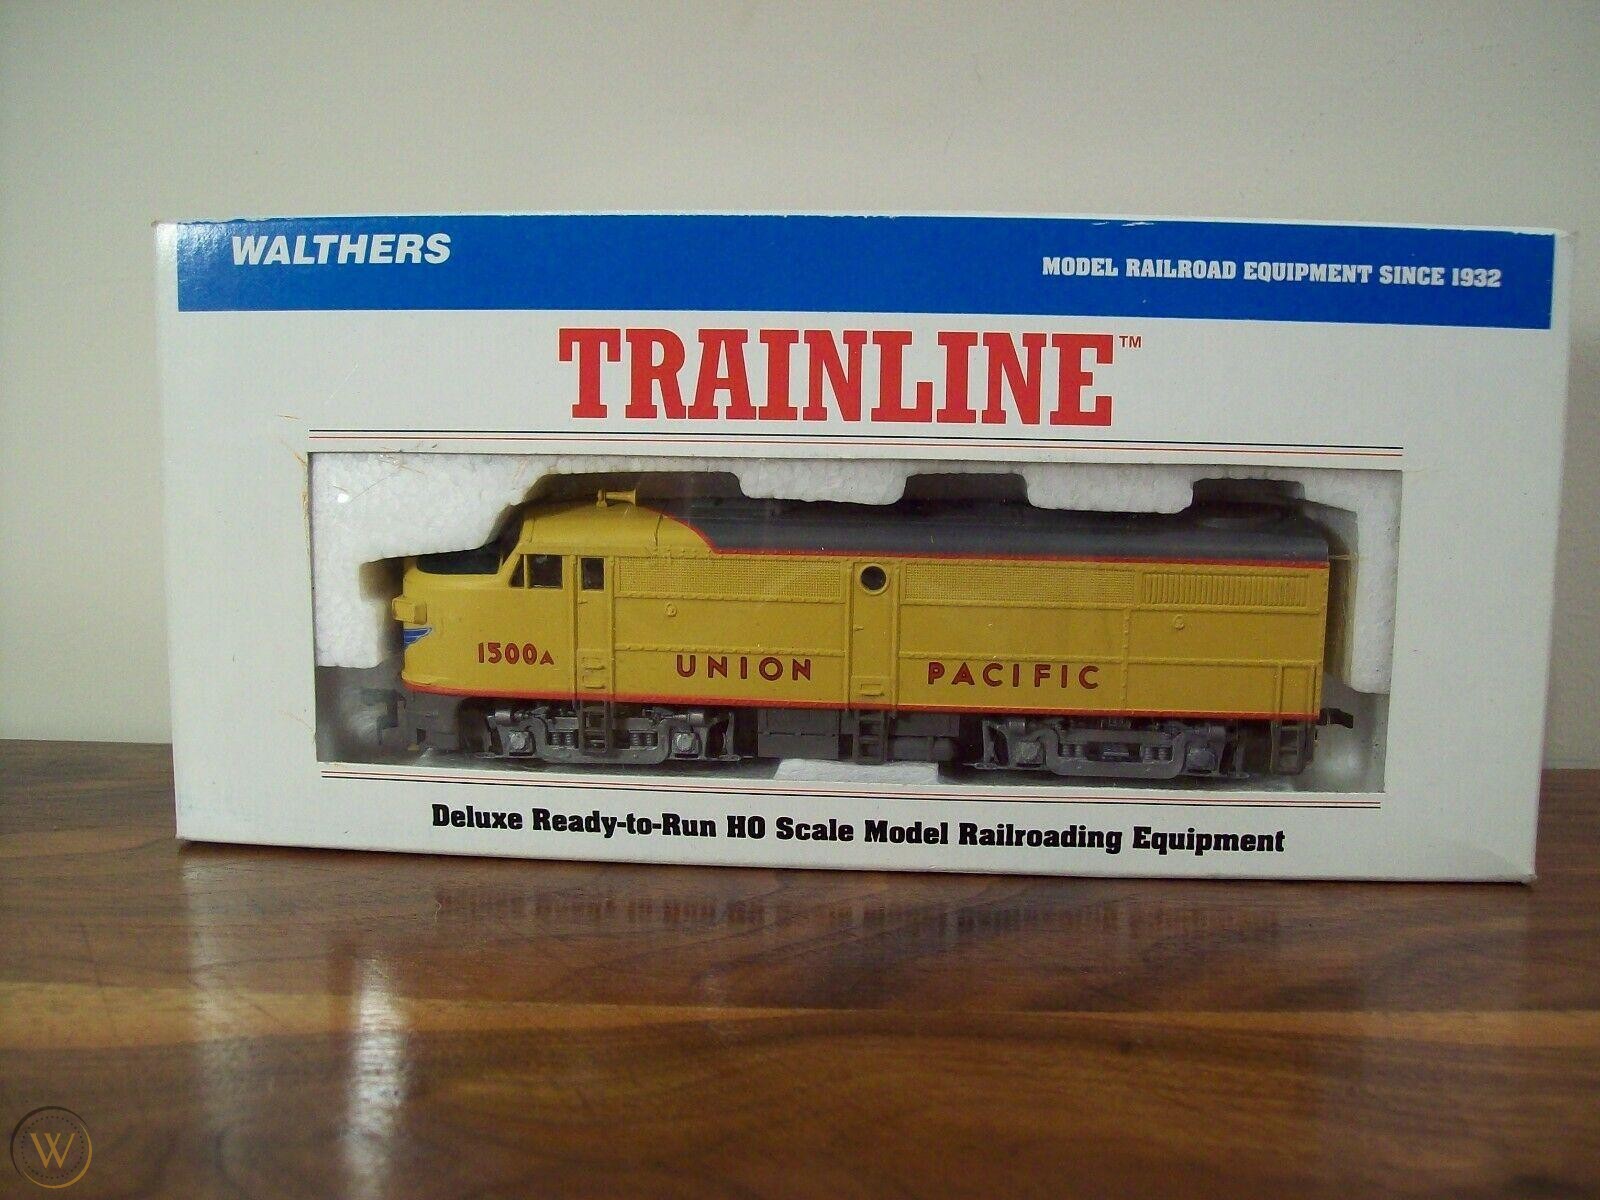 WALTHERS
MODEL RAILROAD EQUIPMENT SINCE 1932
TRAINLINE™
1500A
UNION PACIFIC
Deluxe Ready-to-Run HO Scale Model Railroading Equipment
W